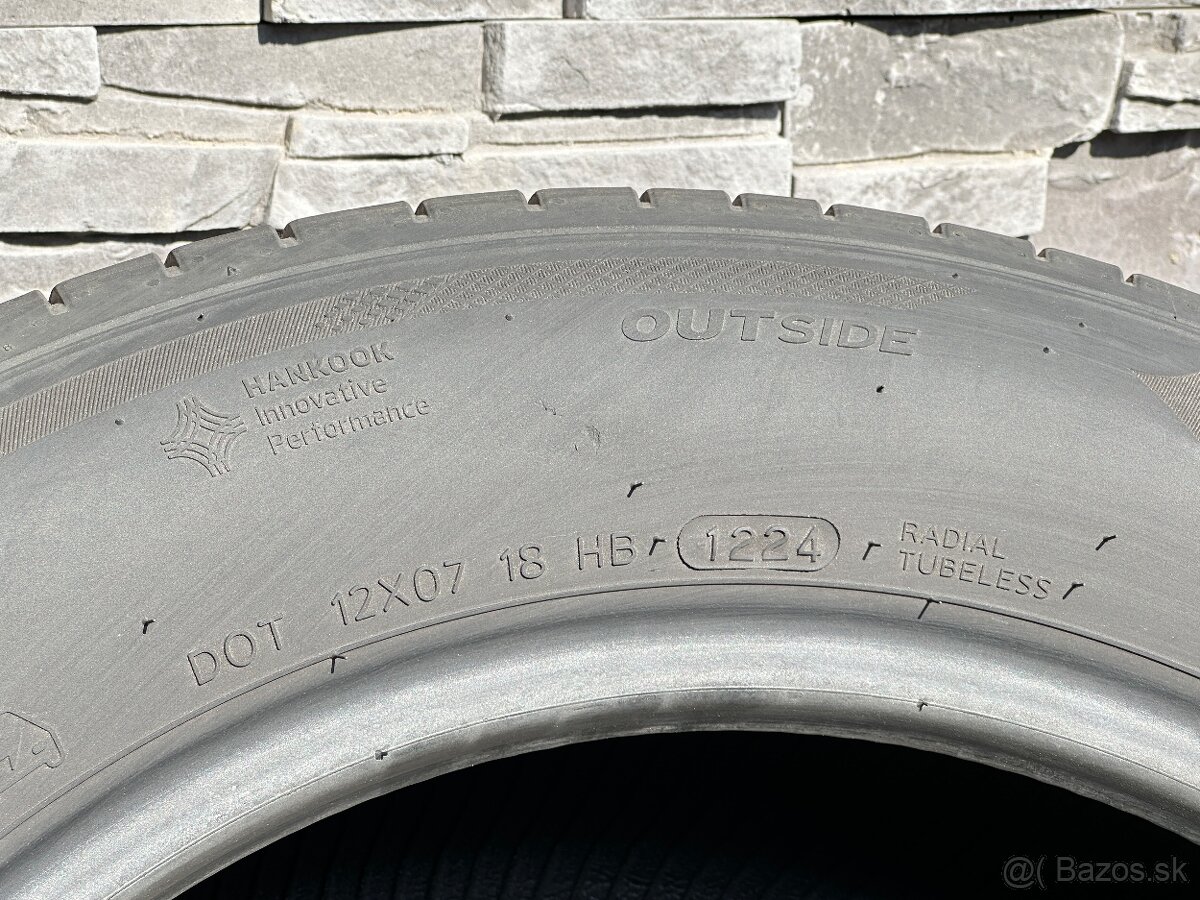 OUTSIDE
HANKOOK
Innovative
Performance
DOT 12X07 18 HB 1224
RADIAL
TUBELESS
@( Bazos.sk